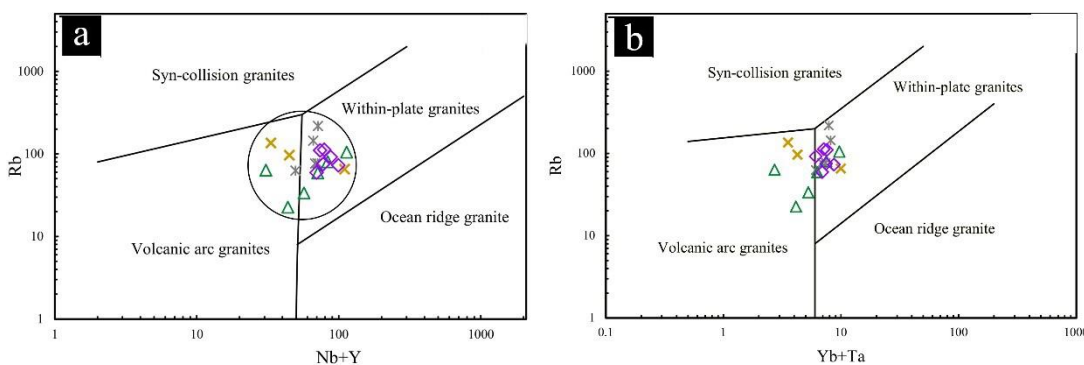 a
Syn-collision granites
Within-plate granites
Ocean ridge granite
Volcanic arc granites
Rb
1000
100
10
1
1
10
100
1000
Nb+Y
b
Syn-collision granites
Within-plate granites
Ocean ridge granite
Volcanic arc granites
Rb
1000
100
10
1
0.1
1
10
100
1000
Yb+Ta